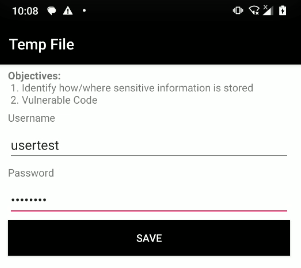 10:08
Temp File
Objectives:
1. Identify how/where sensitive information is stored
2. Vulnerable Code
Username
usertest
Password
••••••••
SAVE